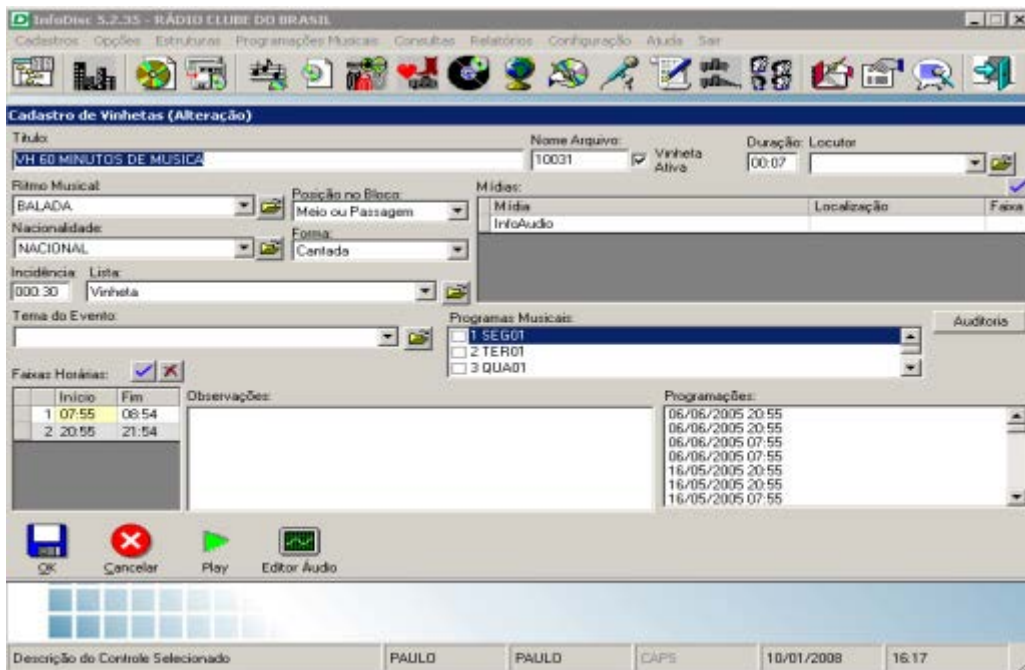 InfoDisc 5.2.35 - RÁDIO CLUBE DO BRASIL
Cadastros Opções Estruturas Programações Musicais Consultas Relatórios Configuração Ajuda Sair
Cadastro de Vinhetas (Alteração)
Título: Nome Arquivo: Duração: Locutor
VH 60 MINUTOS DE MUSICA 10031 Vinheta Ativa 00:07
Ritmo Musical: Posição no Bloco: Mídias:
BALADA Meio ou Passagem Mídia Localização Faixa
Nacionalidade: Forma: InfoAudio
NACIONAL Cantada
Incidência: Lista:
000:30 Vinheta
Tema do Evento: Programas Musicais: Auditoria
1 SEG01
2 TER01
3 QUA01
Faixas Horárias: Observações: Programações:
Início Fim
1 07:55 08:54
2 20:55 21:54
06/06/2005 20:55
06/06/2005 20:55
06/06/2005 07:55
06/06/2005 07:55
16/05/2005 20:55
16/05/2005 20:55
16/05/2005 07:55
OK Cancelar Play Editor Áudio
Descrição do Controle Selecionado PAULO PAULO CAPS 10/01/2008 16:17